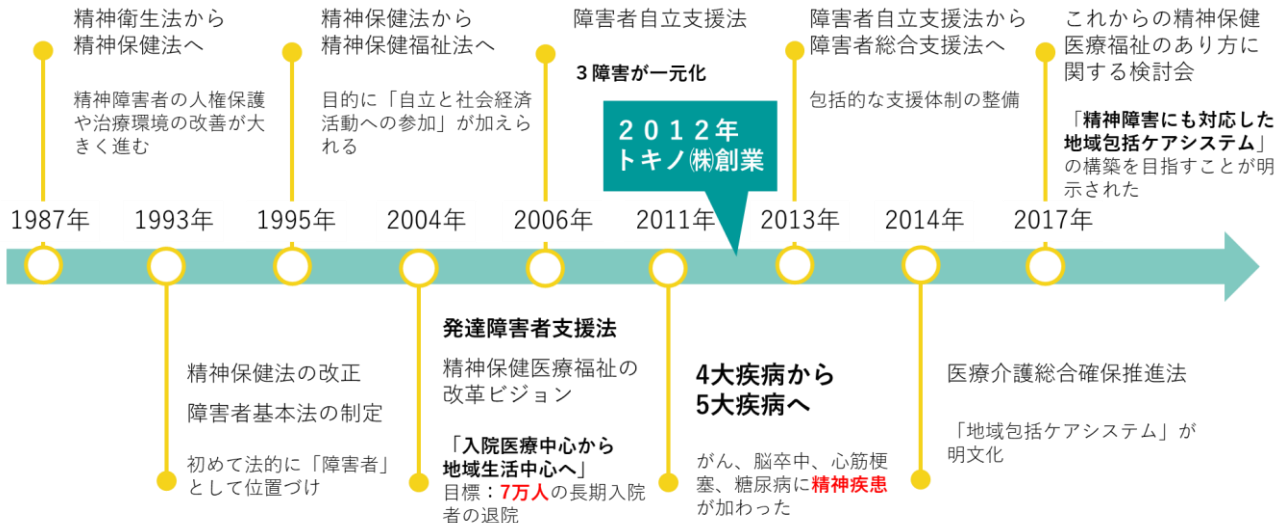 精神衛生法から
精神保健法へ
精神障害者の人権保護
や治療環境の改善が大
きく進む
精神保健法から
精神保健福祉法へ
目的に「自立と社会経済
活動への参加」が加えら
れる
障害者自立支援法
３障害が一元化
２０１２年
トキノ㈱創業
障害者自立支援法から
障害者総合支援法へ
包括的な支援体制の整備
これからの精神保健
医療福祉のあり方に
関する検討会
「精神障害にも対応した
地域包括ケアシステム」
の構築を目指すことが明
示された
1987年
1993年
1995年
2004年
2006年
2011年
2013年
2014年
2017年
精神保健法の改正
障害者基本法の制定
初めて法的に「障害者」
として位置づけ
発達障害者支援法
精神保健医療福祉の
改革ビジョン
「入院医療中心から
地域生活中心へ」
目標：7万人の長期入院
者の退院
4大疾病から
5大疾病へ
がん、脳卒中、心筋梗
塞、糖尿病に精神疾患
が加わった
医療介護総合確保推進法
「地域包括ケアシステム」が
明文化